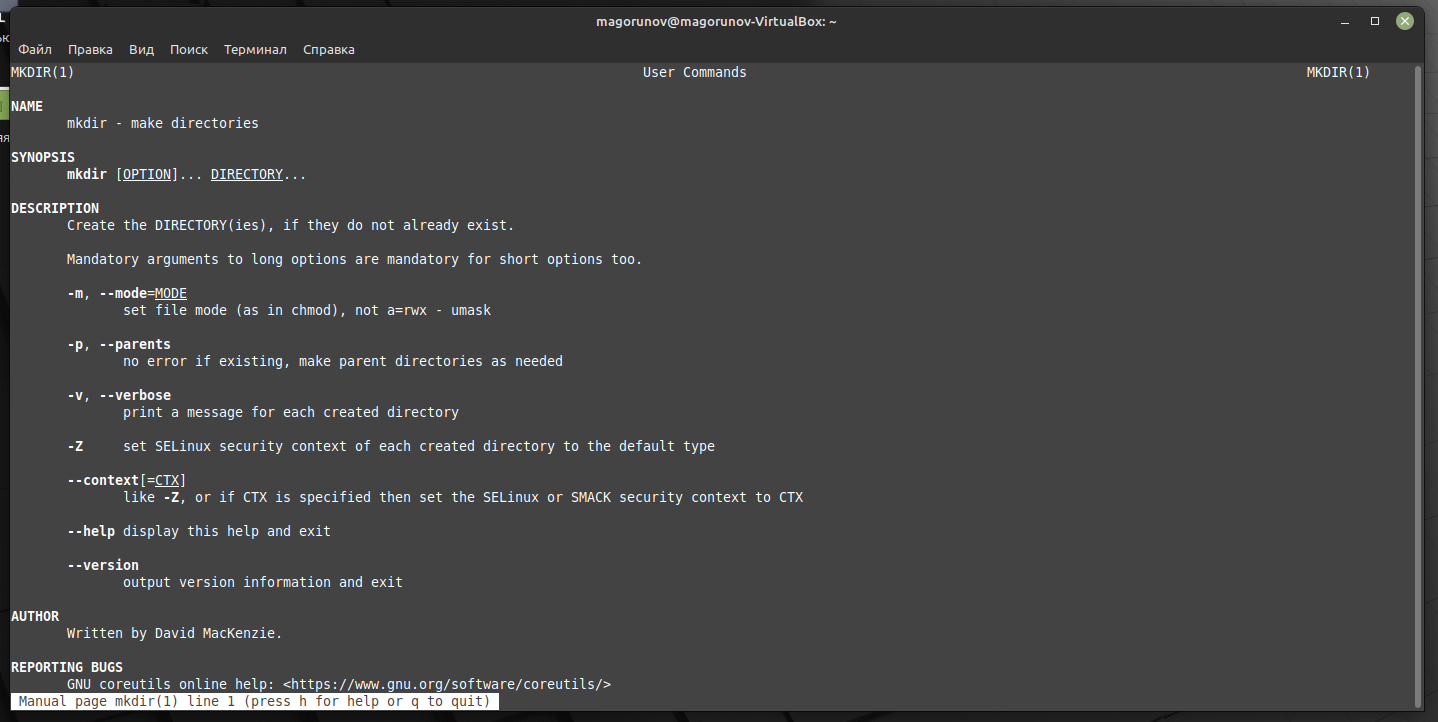 magorunov@magorunov-VirtualBox: ~
Файл Правка Вид Поиск Терминал Справка
MKDIR(1) User Commands MKDIR(1)
NAME
mkdir - make directories
SYNOPSIS
mkdir [OPTION]... DIRECTORY...
DESCRIPTION
Create the DIRECTORY(ies), if they do not already exist.
Mandatory arguments to long options are mandatory for short options too.
-m, --mode=MODE
set file mode (as in chmod), not a=rwx - umask
-p, --parents
no error if existing, make parent directories as needed
-v, --verbose
print a message for each created directory
-Z set SELinux security context of each created directory to the default type
--context[=CTX]
like -Z, or if CTX is specified then set the SELinux or SMACK security context to CTX
--help display this help and exit
--version
output version information and exit
AUTHOR
Written by David MacKenzie.
REPORTING BUGS
GNU coreutils online help: <https://www.gnu.org/software/coreutils/>
Manual page mkdir(1) line 1 (press h for help or q to quit)